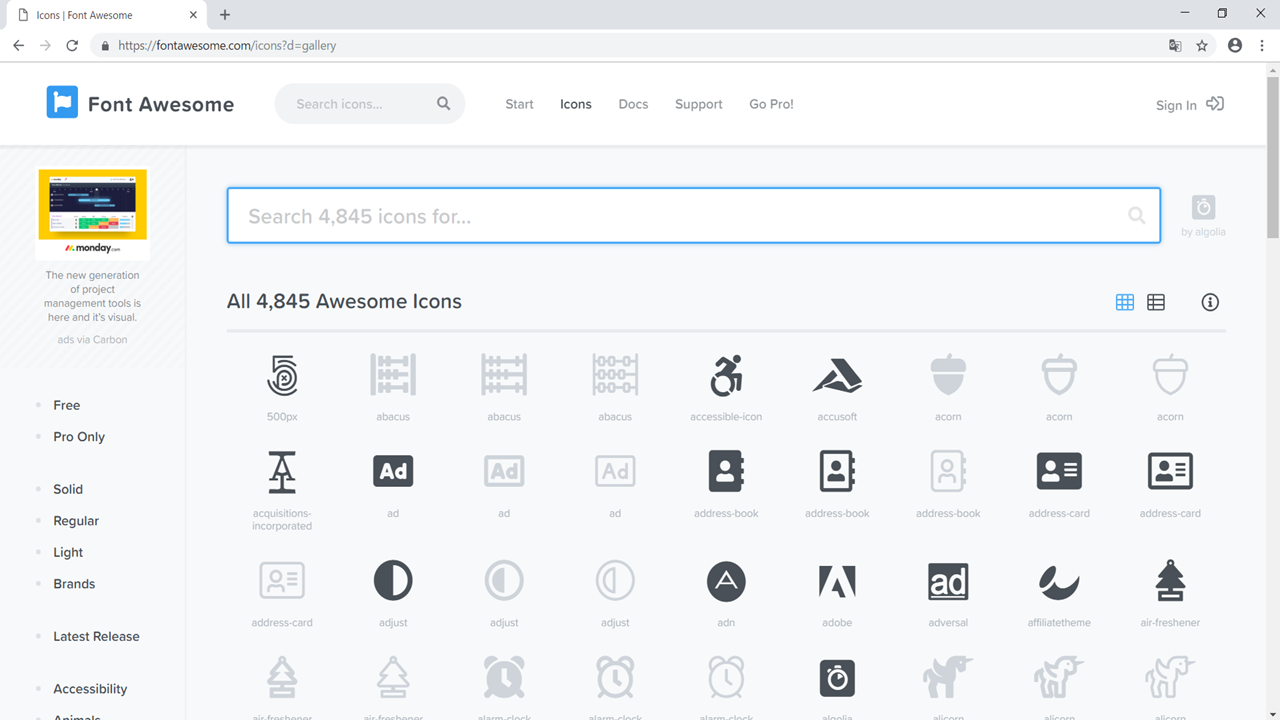 Icons | Font Awesome
https://fontawesome.com/icons?d=gallery
Font Awesome
Search icons...
Start
Icons
Docs
Support
Go Pro!
Sign In
monday.com
The new generation
of project
management tools is
here and it's visual.
ads via Carbon
Free
Pro Only
Solid
Regular
Light
Brands
Latest Release
Accessibility
Animals
Search 4,845 icons for...
by algolia
All 4,845 Awesome Icons
500px
abacus
abacus
abacus
accessible-icon
accusoft
acorn
acorn
acorn
Ad
Ad
Ad
acquisitions-
incorporated
ad
ad
ad
address-book
address-book
address-book
address-card
address-card
ad
address-card
adjust
adjust
adjust
adn
adobe
adversal
affiliatetheme
air-freshener
air-freshener
air-freshener
alarm-clock
alarm-clock
alarm-clock
algolia
alicorn
alicorn
alicorn